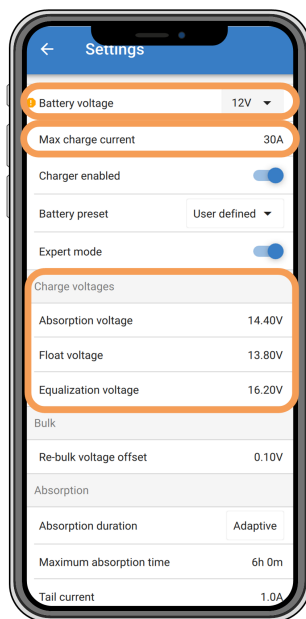 Settings
Battery voltage 12V
Max charge current 30A
Charger enabled
Battery preset User defined
Expert mode
Charge voltages
Absorption voltage 14.40V
Float voltage 13.80V
Equalization voltage 16.20V
Bulk
Re-bulk voltage offset 0.10V
Absorption
Absorption duration Adaptive
Maximum absorption time 6h 0m
Tail current 1.0A